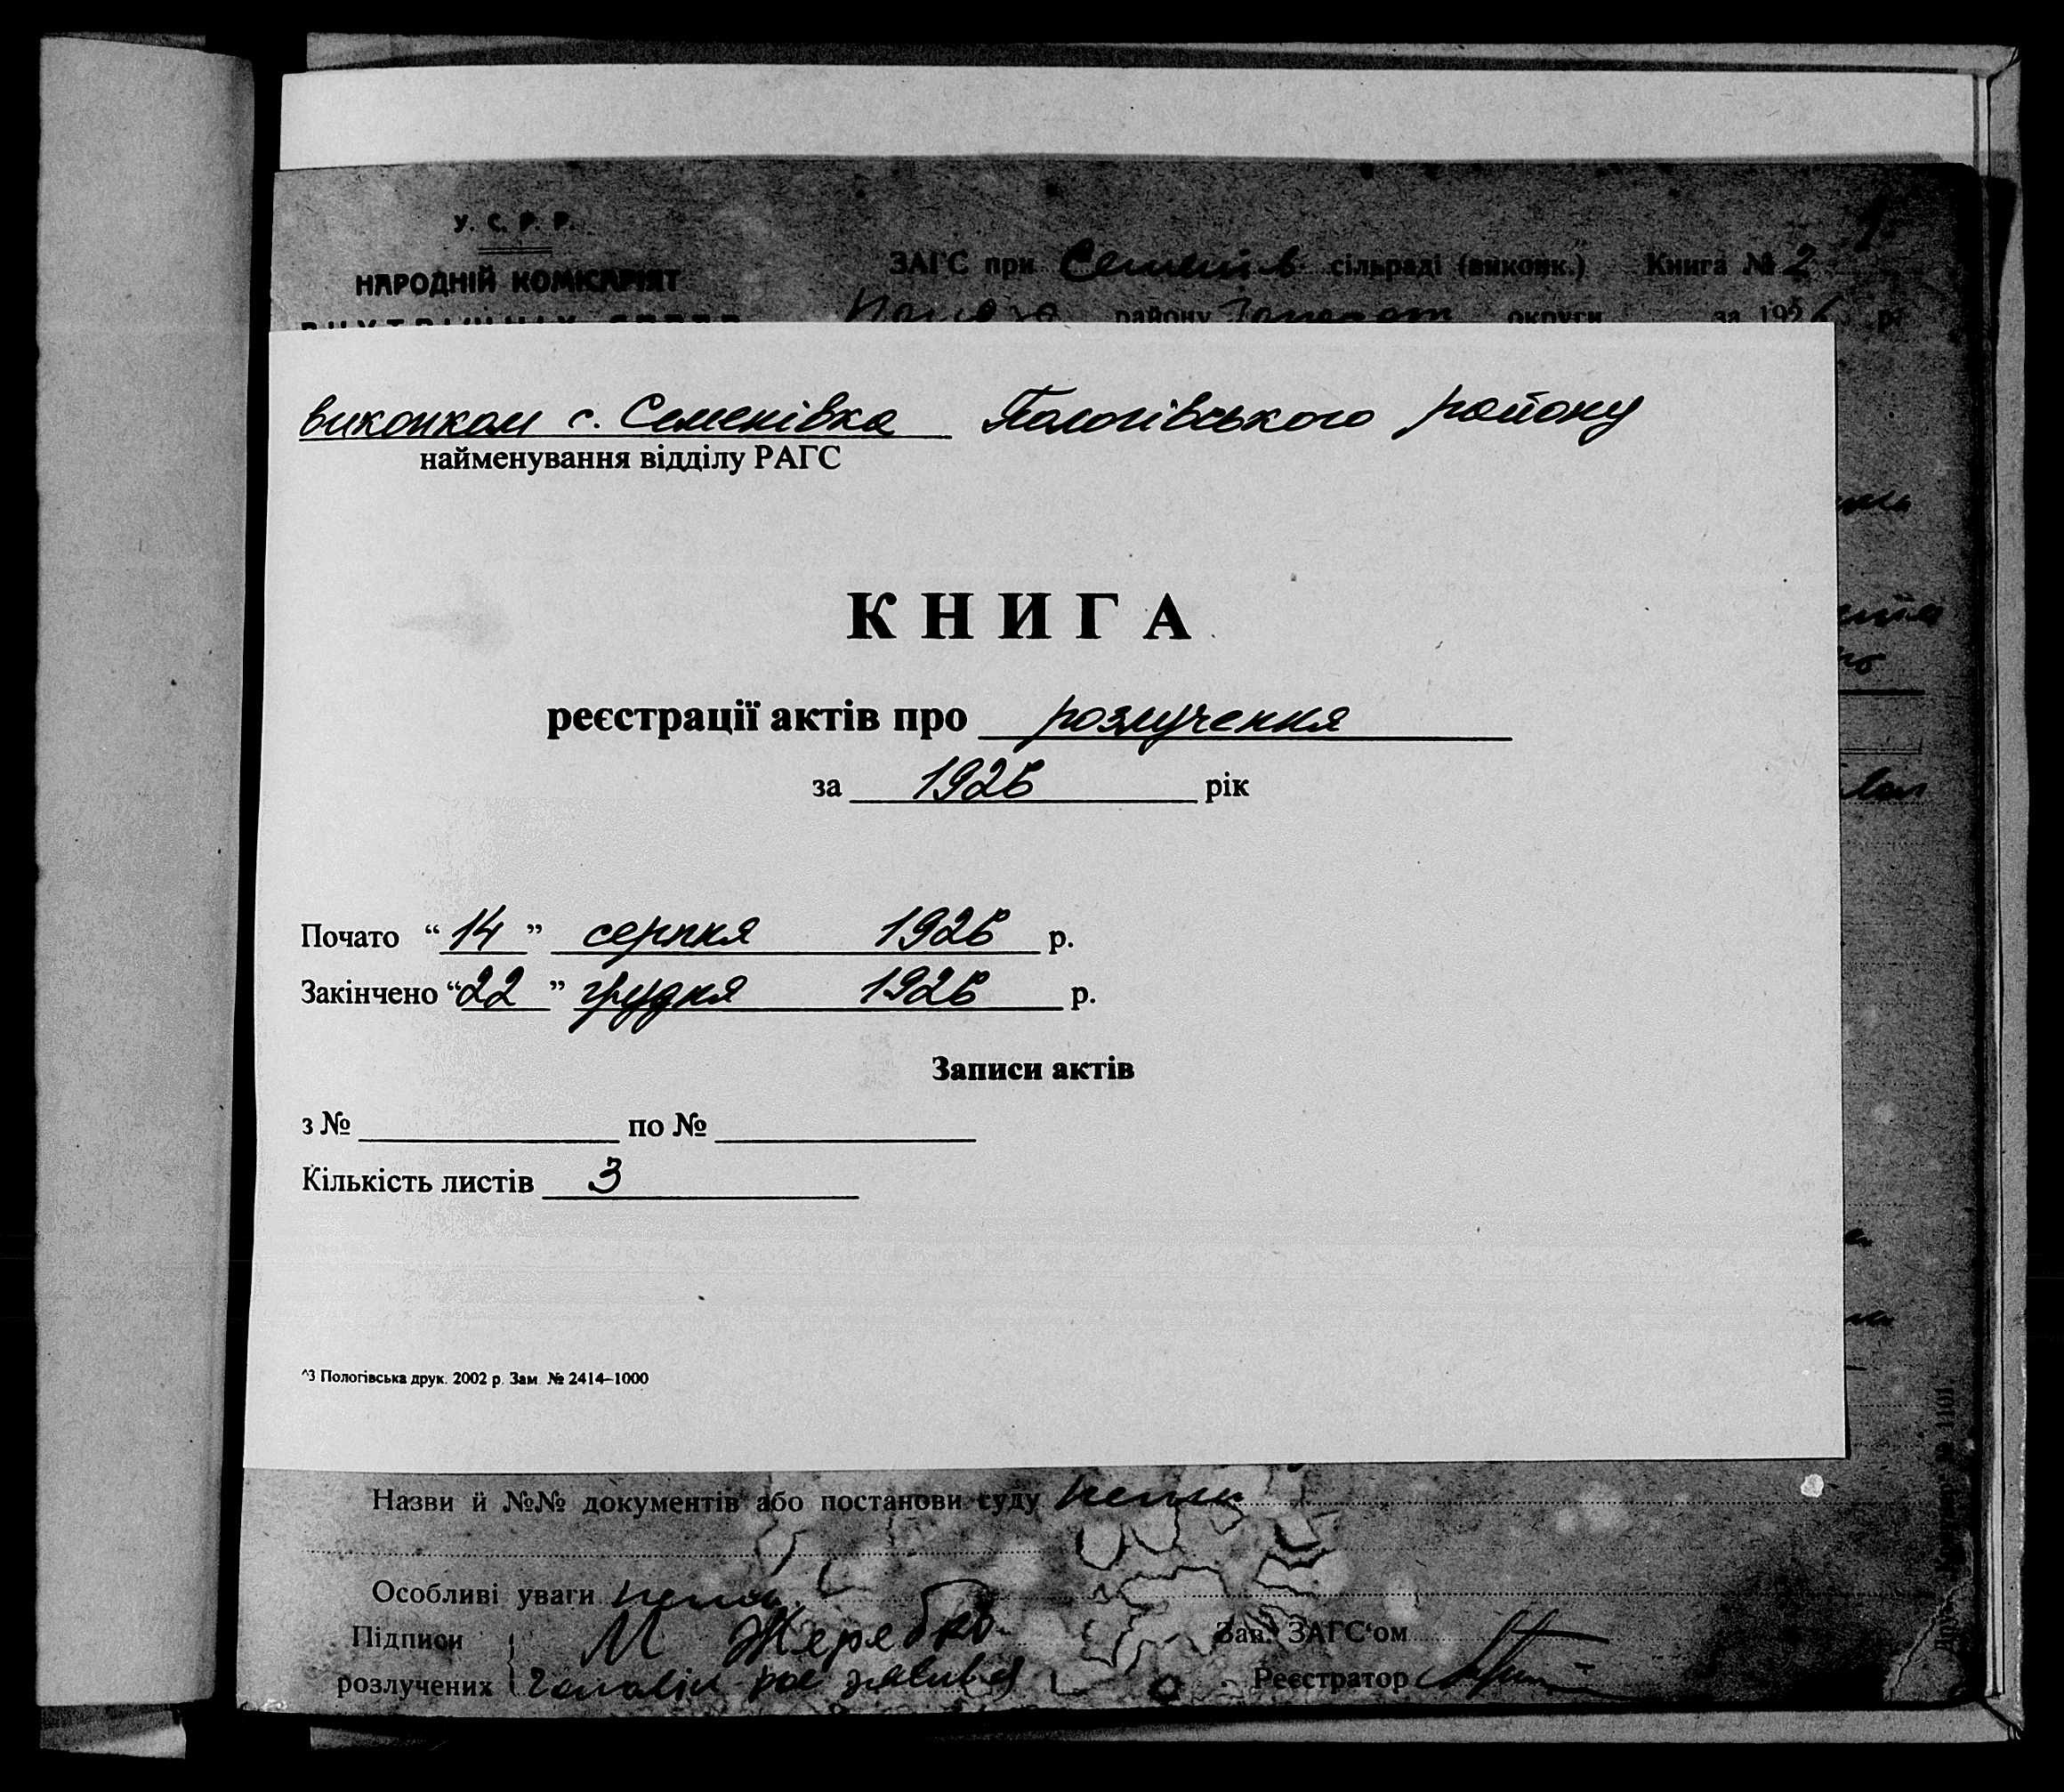 У. С. Р. Р.
НАРОДНІЙ КОМІСАРІЯТ
ЗАГС при Семенів сільраді (виконк.) Книга № 2
району округи за 1926 р.
виконком с. Семенівка Пологівського району
найменування відділу РАГС
КНИГА
реєстрації актів про розлучення
за 1926 рік
Почато “14” серпня 1926 р.
Закінчено “22” грудня 1926 р.
Записи актів
з № по №
Кількість листів 3
^З Пологівська друк. 2002 р. Зам. № 2414–1000
Назви й №№ документів або постанови суду
Особливі уваги
Підписи М Жеребко Зав. ЗАГС‘ом
розлучених Реєстратор